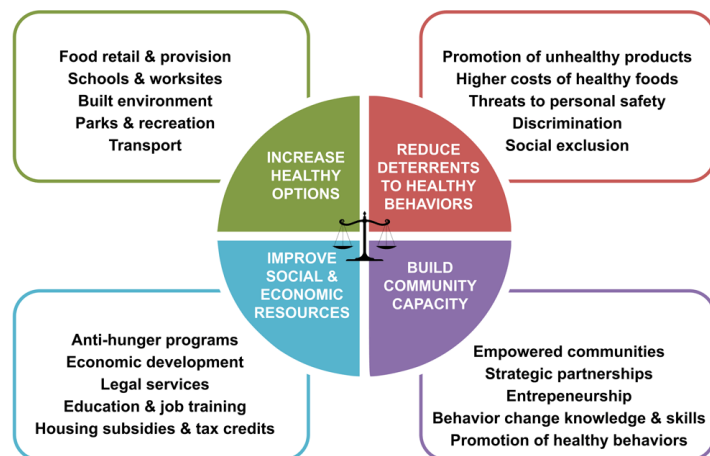 Food retail & provision
Schools & worksites
Built environment
Parks & recreation
Transport
Promotion of unhealthy products
Higher costs of healthy foods
Threats to personal safety
Discrimination
Social exclusion
INCREASE
HEALTHY
OPTIONS
REDUCE
DETERRENTS
TO HEALTHY
BEHAVIORS
IMPROVE
SOCIAL &
ECONOMIC
RESOURCES
BUILD
COMMUNITY
CAPACITY
Anti-hunger programs
Economic development
Legal services
Education & job training
Housing subsidies & tax credits
Empowered communities
Strategic partnerships
Entrepeneurship
Behavior change knowledge & skills
Promotion of healthy behaviors